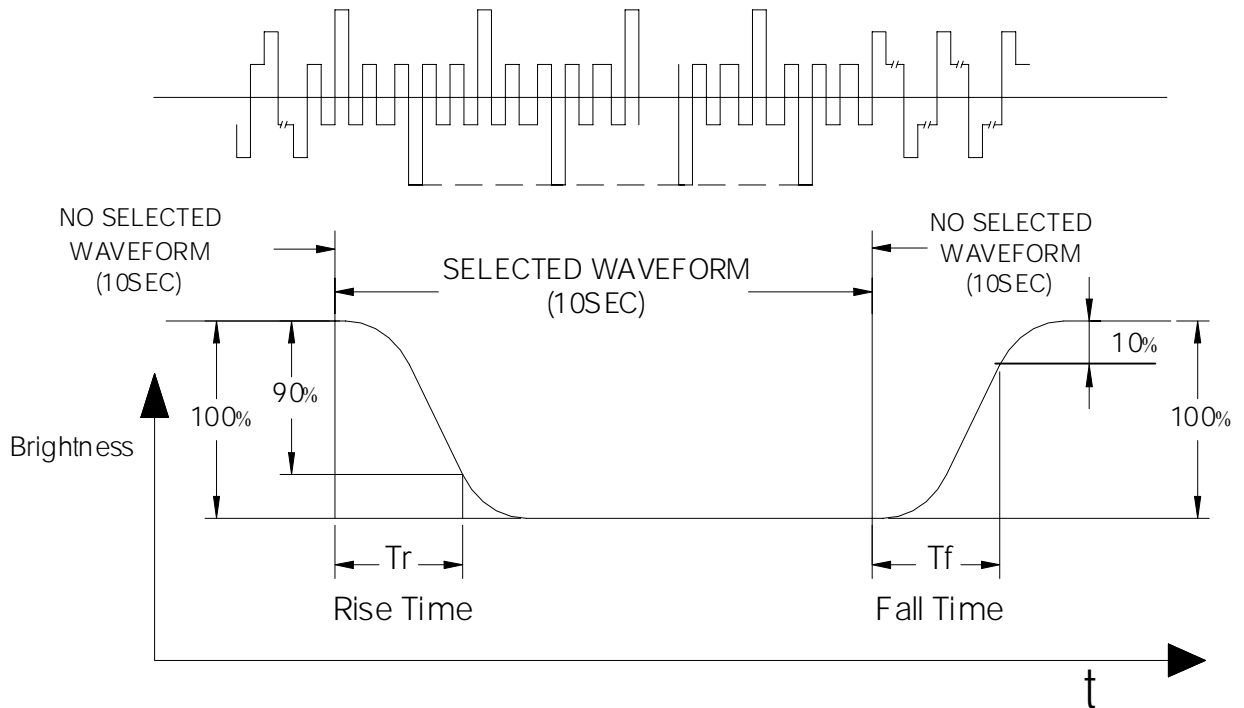 NO SELECTED
WAVEFORM
(10SEC)
SELECTED WAVEFORM
(10SEC)
NO SELECTED
WAVEFORM
(10SEC)
100%
90%
10%
100%
Brightness
Tr
Tf
Rise Time
Fall Time
t